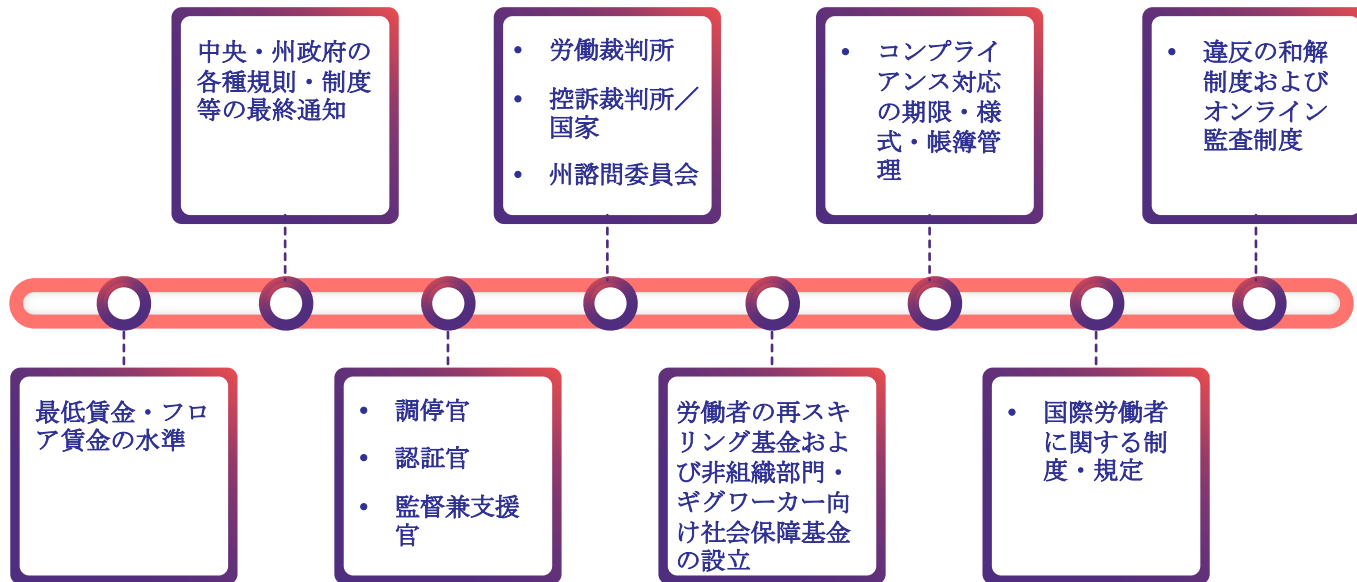 中央・州政府の
各種規則・制度
等の最終通知
• 労働裁判所
• 控訴裁判所／
国家
• 州諮問委員会
• コンプライ
アンス対応
の期限・様
式・帳簿管
理
• 違反の和解
制度および
オンライン
監査制度
最低賃金・フロ
ア賃金の水準
• 調停官
• 認証官
• 監督兼支援
官
労働者の再スキ
リング基金およ
び非組織部門・
ギグワーカー向
け社会保障基金
の設立
• 国際労働者
に関する制
度・規定